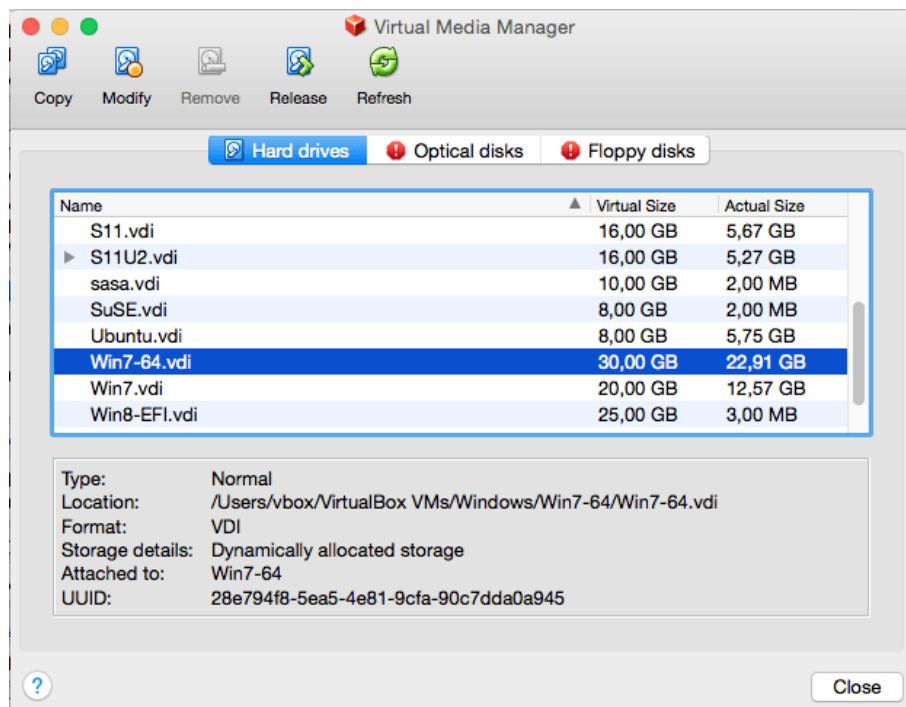 Virtual Media Manager
Copy Modify Remove Release Refresh
Hard drives Optical disks Floppy disks
Name Virtual Size Actual Size
S11.vdi 16,00 GB 5,67 GB
S11U2.vdi 16,00 GB 5,27 GB
sasa.vdi 10,00 GB 2,00 MB
SuSE.vdi 8,00 GB 2,00 MB
Ubuntu.vdi 8,00 GB 5,75 GB
Win7-64.vdi 30,00 GB 22,91 GB
Win7.vdi 20,00 GB 12,57 GB
Win8-EFI.vdi 25,00 GB 3,00 MB
Type: Normal
Location: /Users/vbox/VirtualBox VMs/Windows/Win7-64/Win7-64.vdi
Format: VDI
Storage details: Dynamically allocated storage
Attached to: Win7-64
UUID: 28e794f8-5ea5-4e81-9cfa-90c7dda0a945
? Close